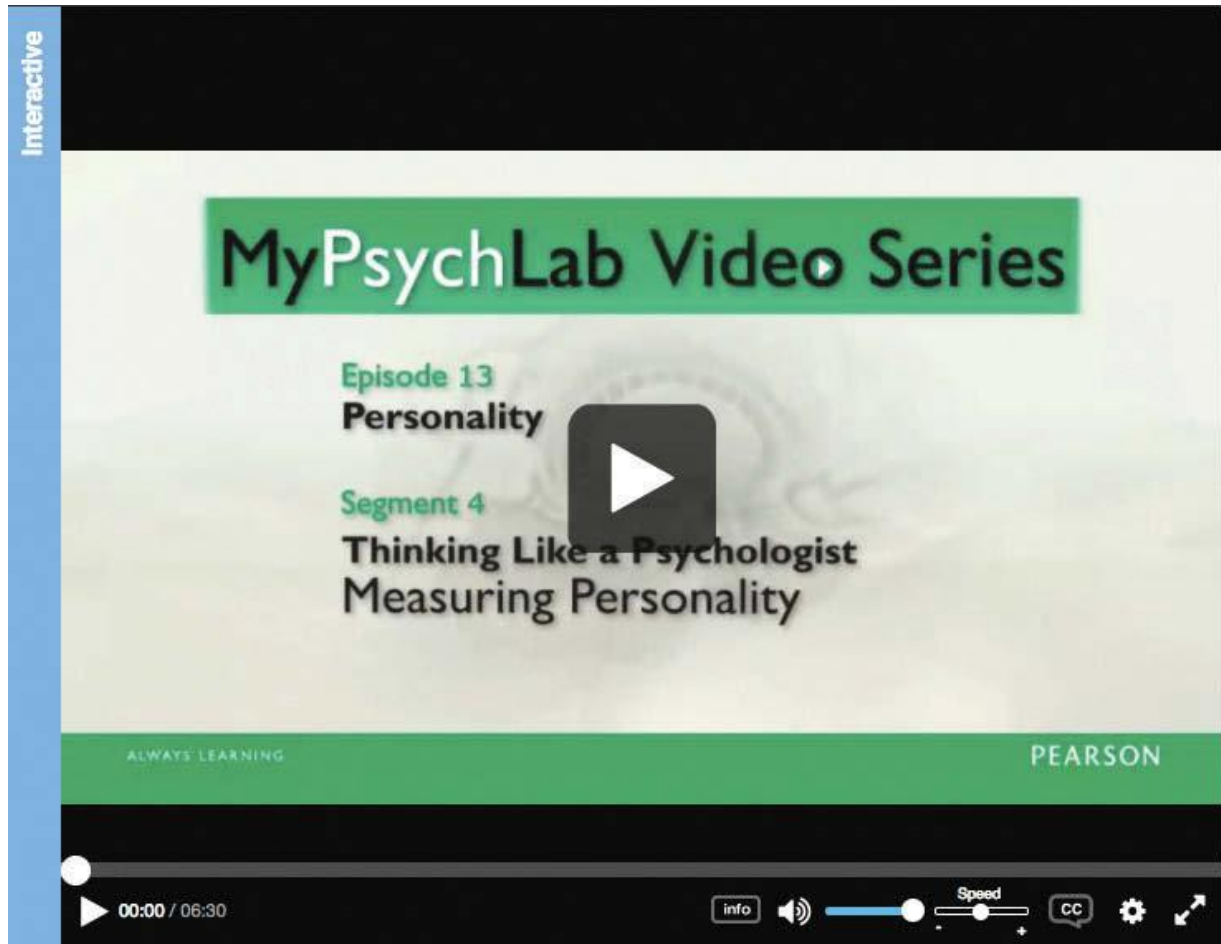 Interactive
MyPsychLab Video Series
Episode 13
Personality
Segment 4
Thinking Like a Psychologist
Measuring Personality
ALWAYS LEARNING
PEARSON
00:00 / 06:30
info
Speed
- +
CC